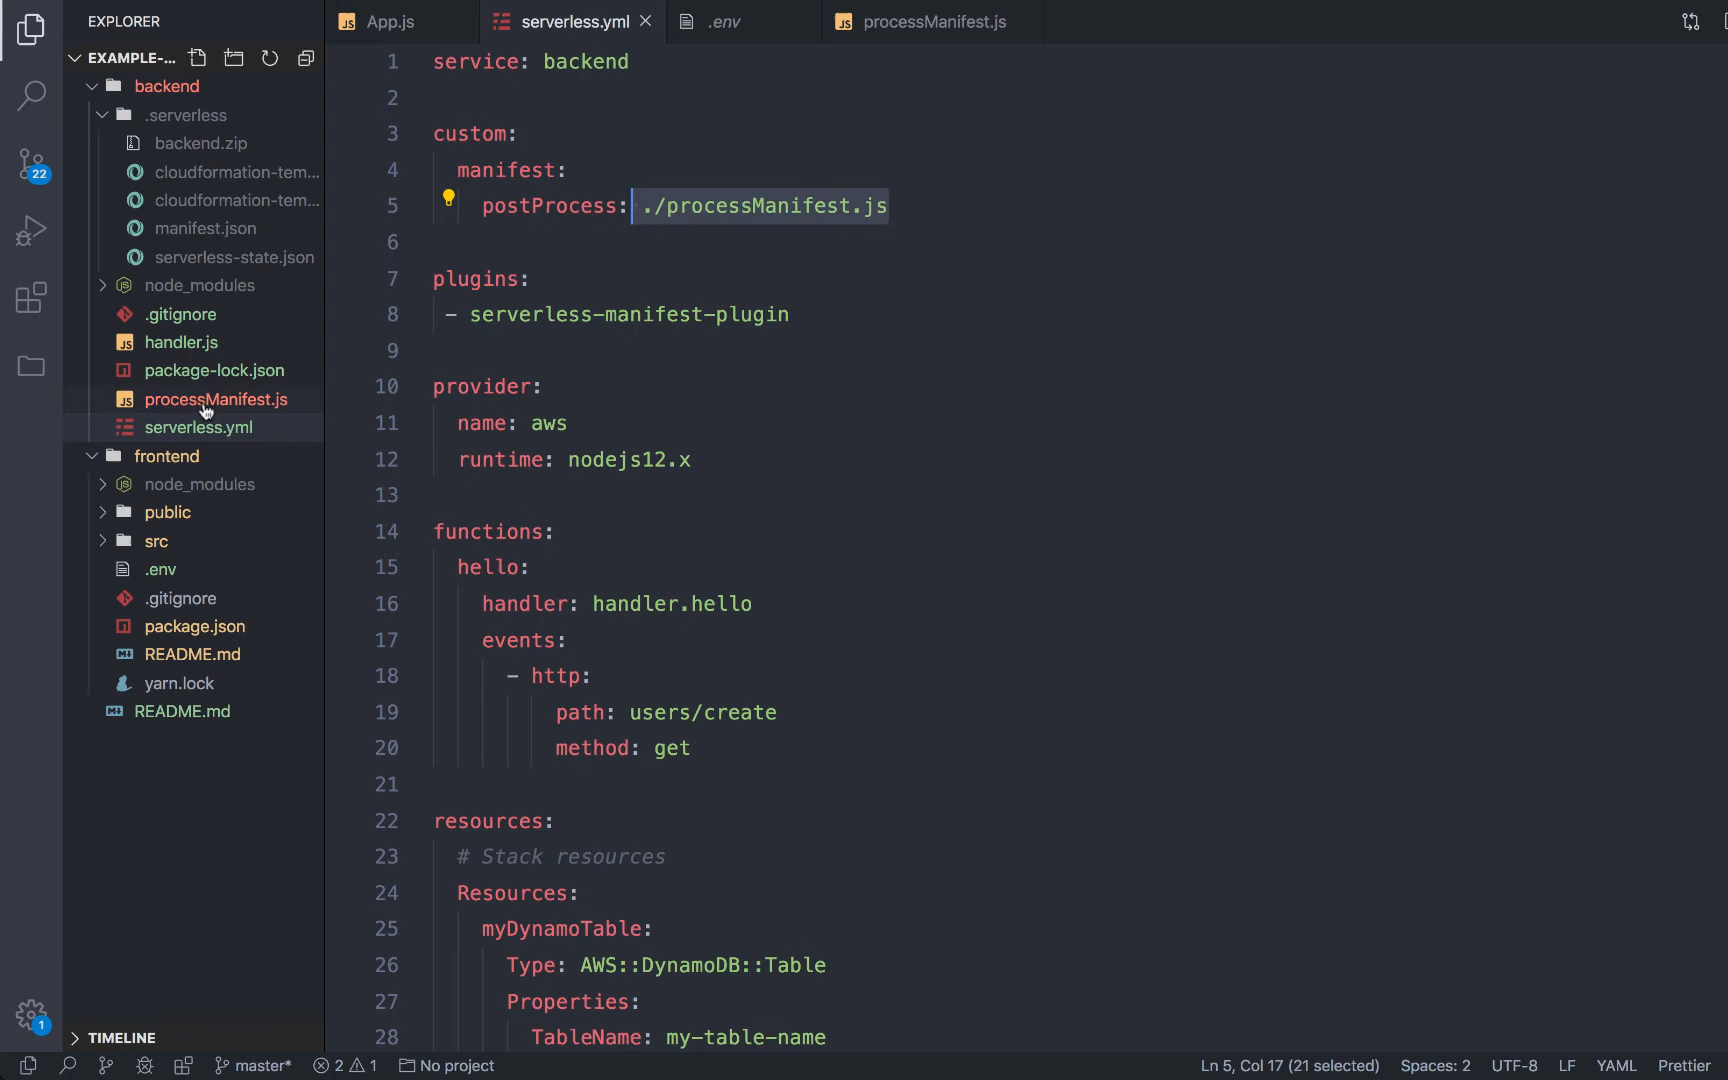 EXPLORER
EXAMPLE-...
backend
.serverless
backend.zip
cloudformation-tem...
cloudformation-tem...
manifest.json
serverless-state.json
node_modules
.gitignore
handler.js
package-lock.json
processManifest.js
serverless.yml
frontend
node_modules
public
src
.env
.gitignore
package.json
README.md
yarn.lock
README.md
TIMELINE
22
1
App.js
serverless.yml
.env
processManifest.js
1 service: backend
2
3 custom:
4 manifest:
5 postProcess: ./processManifest.js
6
7 plugins:
8 - serverless-manifest-plugin
9
10 provider:
11 name: aws
12 runtime: nodejs12.x
13
14 functions:
15 hello:
16 handler: handler.hello
17 events:
18 - http:
19 path: users/create
20 method: get
21
22 resources:
23 # Stack resources
24 Resources:
25 myDynamoTable:
26 Type: AWS::DynamoDB::Table
27 Properties:
28 TableName: my-table-name
master* 2 1 No project Ln 5, Col 17 (21 selected) Spaces: 2 UTF-8 LF YAML Prettier